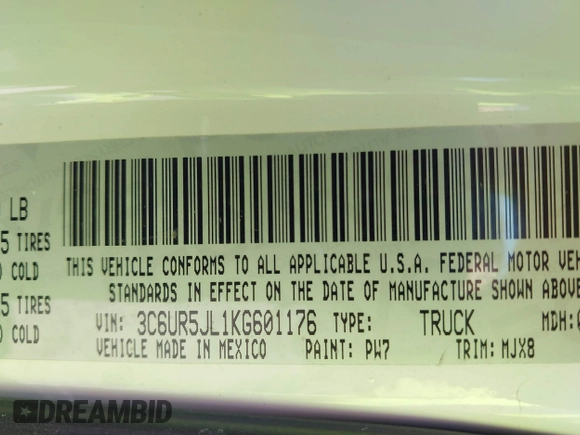 LB
5 TIRES
COLD
5 TIRES
COLD
THIS VEHICLE CONFORMS TO ALL APPLICABLE U.S.A. FEDERAL MOTOR VEH
STANDARDS IN EFFECT ON THE DATE OF MANUFACTURE SHOWN ABOVE
VIN: 3C6UR5JL1KG601176 TYPE: TRUCK MDH:
VEHICLE MADE IN MEXICO PAINT: PW7 TRIM: MJX8
DREAMBID